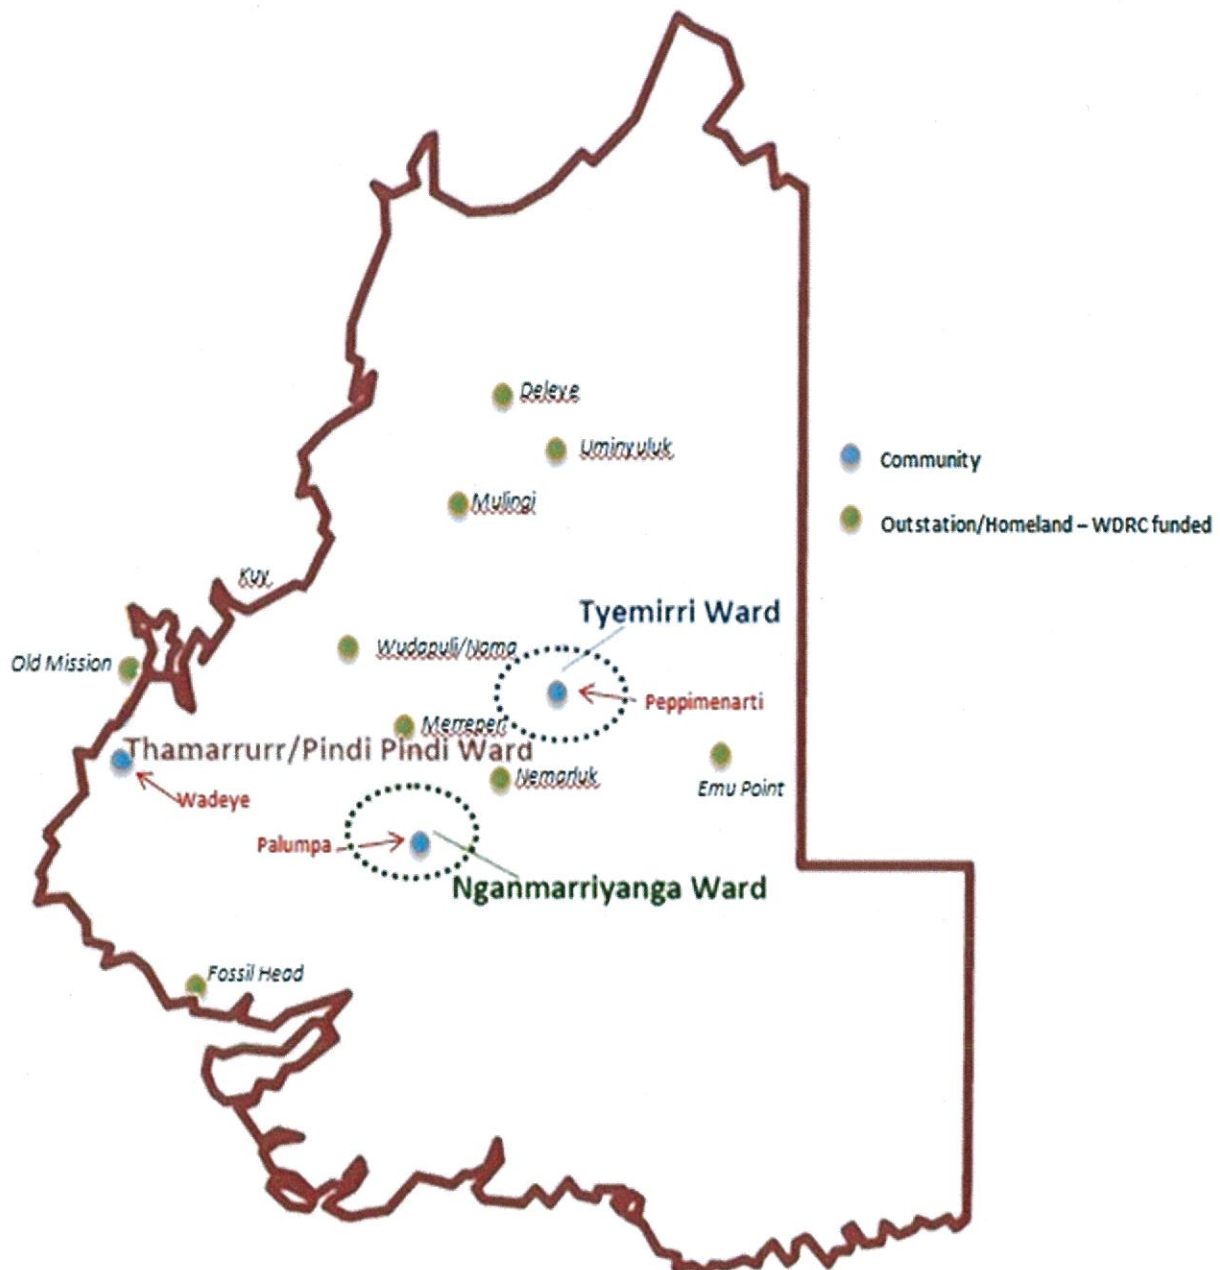 Deleye
Uminyuluk
Mulingi
Community
Outstation/Homeland – WDRC funded
Kuy
Tyemirri Ward
Wudapuli/Nama
Old Mission
Peppimenarti
Merrepen
Thamarrurr/Pindi Pindi Ward
Nemarluk
Emu Point
Wadeye
Palumpa
Nganmarriyanga Ward
Fossil Head